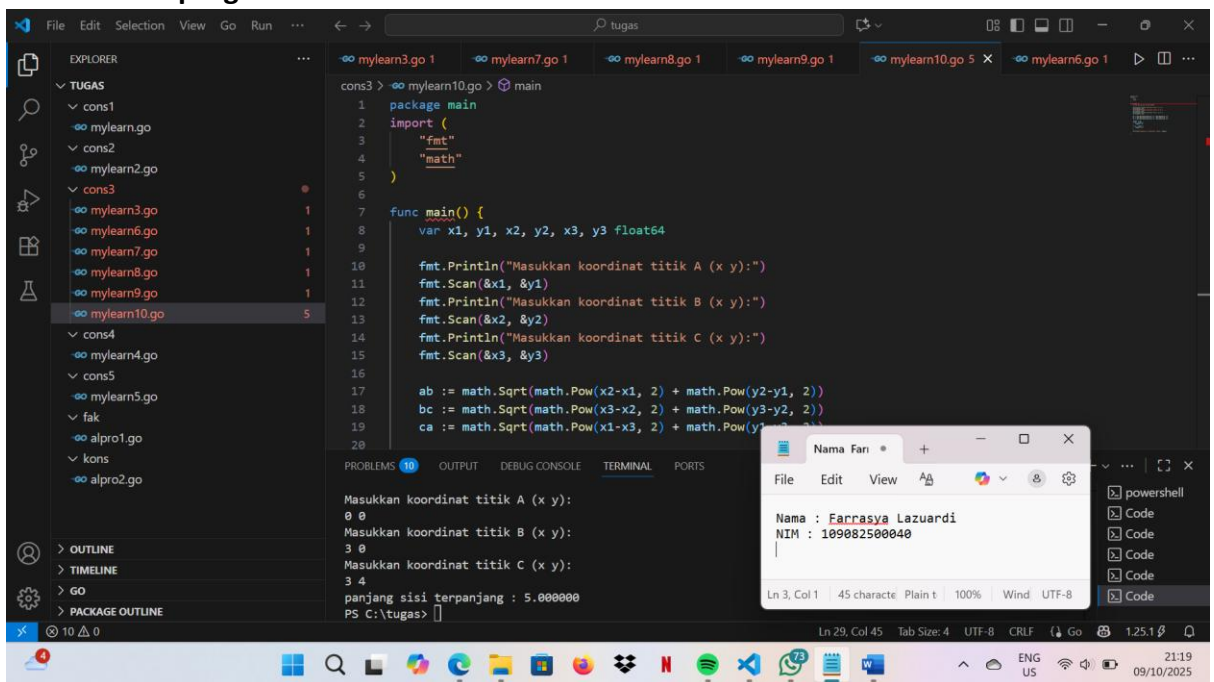 File Edit Selection View Go Run ··· tugas
EXPLORER ···
TUGAS
cons1
mylearn.go
cons2
mylearn2.go
cons3
mylearn3.go 1
mylearn6.go 1
mylearn7.go 1
mylearn8.go 1
mylearn9.go 1
mylearn10.go 5
cons4
mylearn4.go
cons5
mylearn5.go
fak
alpro1.go
kons
alpro2.go
OUTLINE
TIMELINE
GO
PACKAGE OUTLINE
mylearn3.go 1 mylearn7.go 1 mylearn8.go 1 mylearn9.go 1 mylearn10.go 5 mylearn6.go 1 ···
cons3 > mylearn10.go > main
1 package main
2 import (
3 "fmt"
4 "math"
5 )
6
7 func main() {
8 var x1, y1, x2, y2, x3, y3 float64
9
10 fmt.Println("Masukkan koordinat titik A (x y):")
11 fmt.Scan(&x1, &y1)
12 fmt.Println("Masukkan koordinat titik B (x y):")
13 fmt.Scan(&x2, &y2)
14 fmt.Println("Masukkan koordinat titik C (x y):")
15 fmt.Scan(&x3, &y3)
16
17 ab := math.Sqrt(math.Pow(x2-x1, 2) + math.Pow(y2-y1, 2))
18 bc := math.Sqrt(math.Pow(x3-x2, 2) + math.Pow(y3-y2, 2))
19 ca := math.Sqrt(math.Pow(x1-x3, 2) +
20
PROBLEMS 10 OUTPUT DEBUG CONSOLE TERMINAL PORTS
Masukkan koordinat titik A (x y):
0 0
Masukkan koordinat titik B (x y):
3 0
Masukkan koordinat titik C (x y):
3 4
panjang sisi terpanjang : 5.000000
PS C:\tugas>
powershell
Code
Code
Code
Code
Code
Nama
File Edit View
Nama : Farrasya Lazuardi
NIM : 109082500040
Ln 3, Col 1 45 Plain 100% UTF-8
10 0 Ln 29, Col 45 Tab Size: 4 UTF-8 CRLF Go 1.25.1
73
ENG
US
21:19
09/10/2025